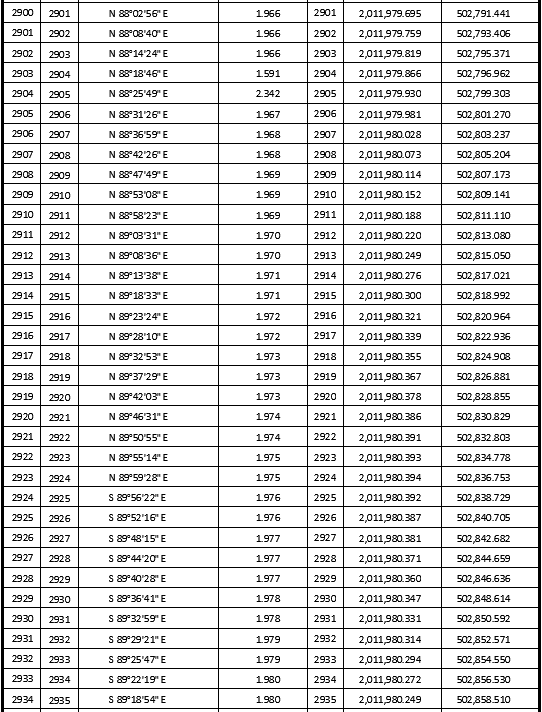 2900 2901 N 88°02'56" E 1.966 2901 2,011,979.695 502,791.441
2901 2902 N 88°08'40" E 1.966 2902 2,011,979.759 502,793.406
2902 2903 N 88°14'24" E 1.966 2903 2,011,979.819 502,795.371
2903 2904 N 88°18'46" E 1.591 2904 2,011,979.866 502,796.962
2904 2905 N 88°25'49" E 2.342 2905 2,011,979.930 502,799.303
2905 2906 N 88°31'26" E 1.967 2906 2,011,979.981 502,801.270
2906 2907 N 88°36'59" E 1.968 2907 2,011,980.028 502,803.237
2907 2908 N 88°42'26" E 1.968 2908 2,011,980.073 502,805.204
2908 2909 N 88°47'49" E 1.969 2909 2,011,980.114 502,807.173
2909 2910 N 88°53'08" E 1.969 2910 2,011,980.152 502,809.141
2910 2911 N 88°58'23" E 1.969 2911 2,011,980.188 502,811.110
2911 2912 N 89°03'31" E 1.970 2912 2,011,980.220 502,813.080
2912 2913 N 89°08'36" E 1.970 2913 2,011,980.249 502,815.050
2913 2914 N 89°13'38" E 1.971 2914 2,011,980.276 502,817.021
2914 2915 N 89°18'33" E 1.971 2915 2,011,980.300 502,818.992
2915 2916 N 89°23'24" E 1.972 2916 2,011,980.321 502,820.964
2916 2917 N 89°28'10" E 1.972 2917 2,011,980.339 502,822.936
2917 2918 N 89°32'53" E 1.973 2918 2,011,980.355 502,824.908
2918 2919 N 89°37'29" E 1.973 2919 2,011,980.367 502,826.881
2919 2920 N 89°42'03" E 1.973 2920 2,011,980.378 502,828.855
2920 2921 N 89°46'31" E 1.974 2921 2,011,980.386 502,830.829
2921 2922 N 89°50'55" E 1.974 2922 2,011,980.391 502,832.803
2922 2923 N 89°55'14" E 1.975 2923 2,011,980.393 502,834.778
2923 2924 N 89°59'28" E 1.975 2924 2,011,980.394 502,836.753
2924 2925 S 89°56'22" E 1.976 2925 2,011,980.392 502,838.729
2925 2926 S 89°52'16" E 1.976 2926 2,011,980.387 502,840.705
2926 2927 S 89°48'15" E 1.977 2927 2,011,980.381 502,842.682
2927 2928 S 89°44'20" E 1.977 2928 2,011,980.371 502,844.659
2928 2929 S 89°40'28" E 1.977 2929 2,011,980.360 502,846.636
2929 2930 S 89°36'41" E 1.978 2930 2,011,980.347 502,848.614
2930 2931 S 89°32'59" E 1.978 2931 2,011,980.331 502,850.592
2931 2932 S 89°29'21" E 1.979 2932 2,011,980.314 502,852.571
2932 2933 S 89°25'47" E 1.979 2933 2,011,980.294 502,854.550
2933 2934 S 89°22'19" E 1.980 2934 2,011,980.272 502,856.530
2934 2935 S 89°18'54" E 1.980 2935 2,011,980.249 502,858.510